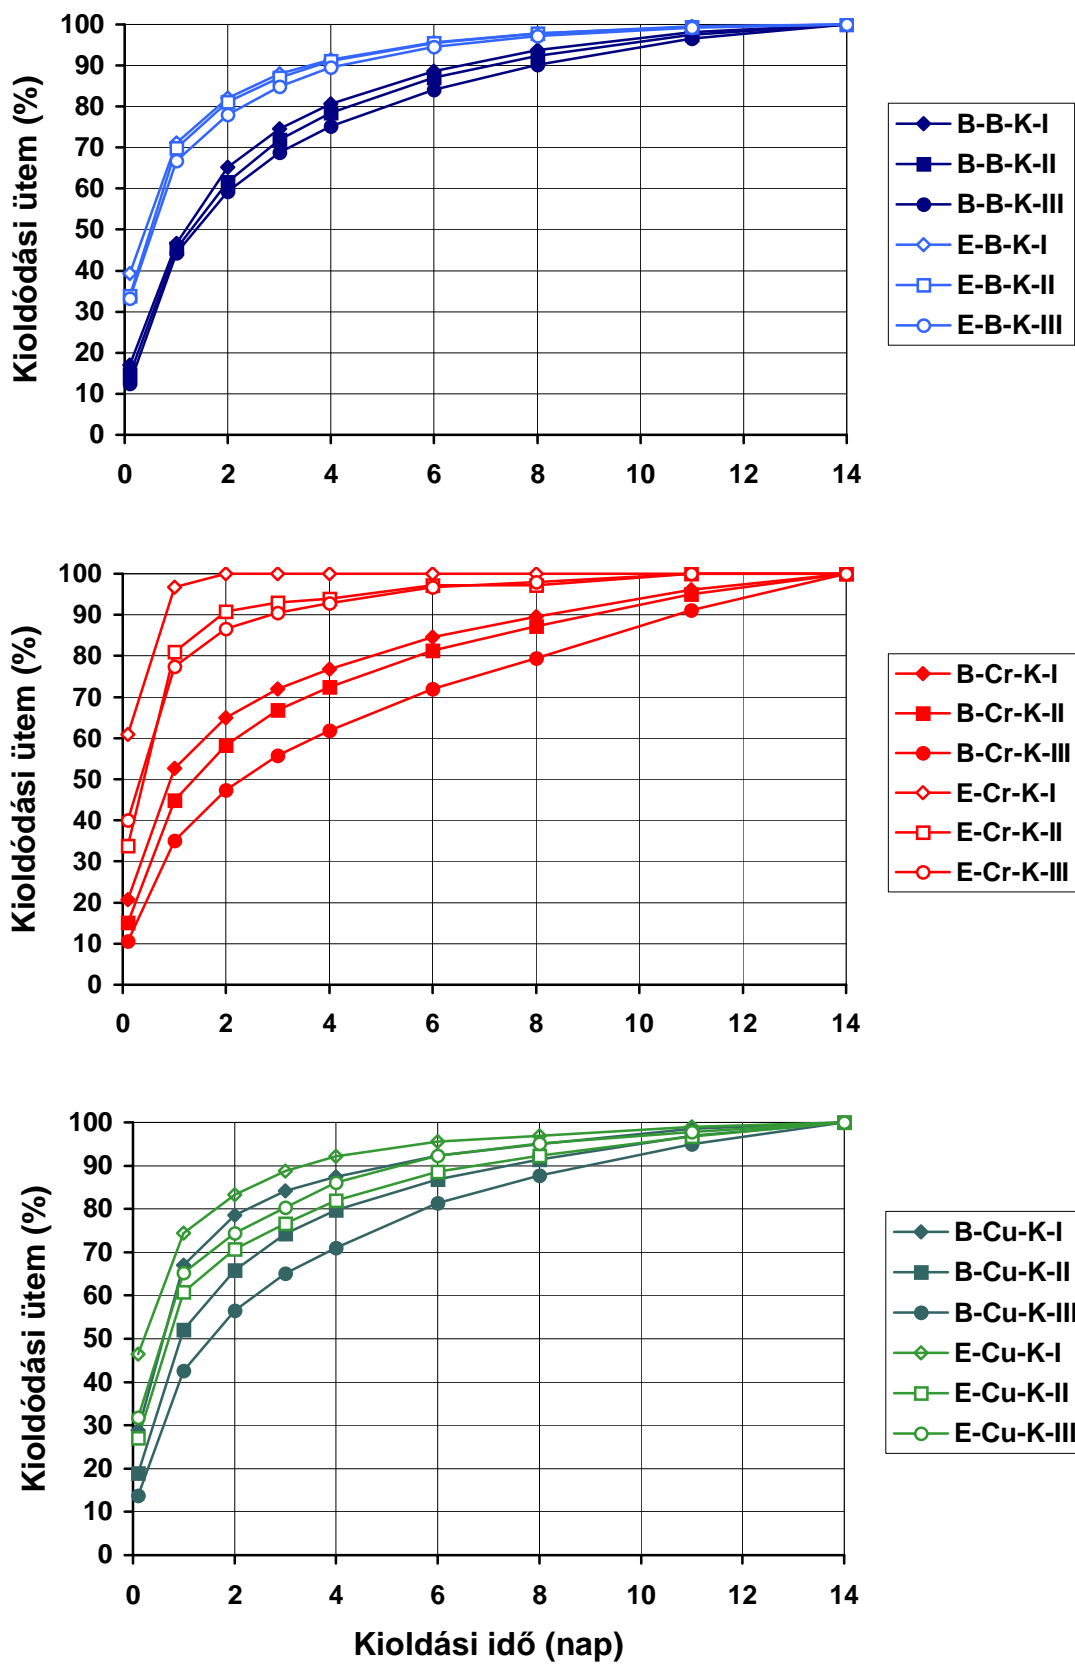 Kioldódási ütem (%)
100
90
80
70
60
50
40
30
20
10
0
0 2 4 6 8 10 12 14
B-B-K-I
B-B-K-II
B-B-K-III
E-B-K-I
E-B-K-II
E-B-K-III
Kioldódási ütem (%)
100
90
80
70
60
50
40
30
20
10
0
0 2 4 6 8 10 12 14
B-Cr-K-I
B-Cr-K-II
B-Cr-K-III
E-Cr-K-I
E-Cr-K-II
E-Cr-K-III
Kioldódási ütem (%)
100
90
80
70
60
50
40
30
20
10
0
0 2 4 6 8 10 12 14
Kioldási idő (nap)
B-Cu-K-I
B-Cu-K-II
B-Cu-K-III
E-Cu-K-I
E-Cu-K-II
E-Cu-K-III